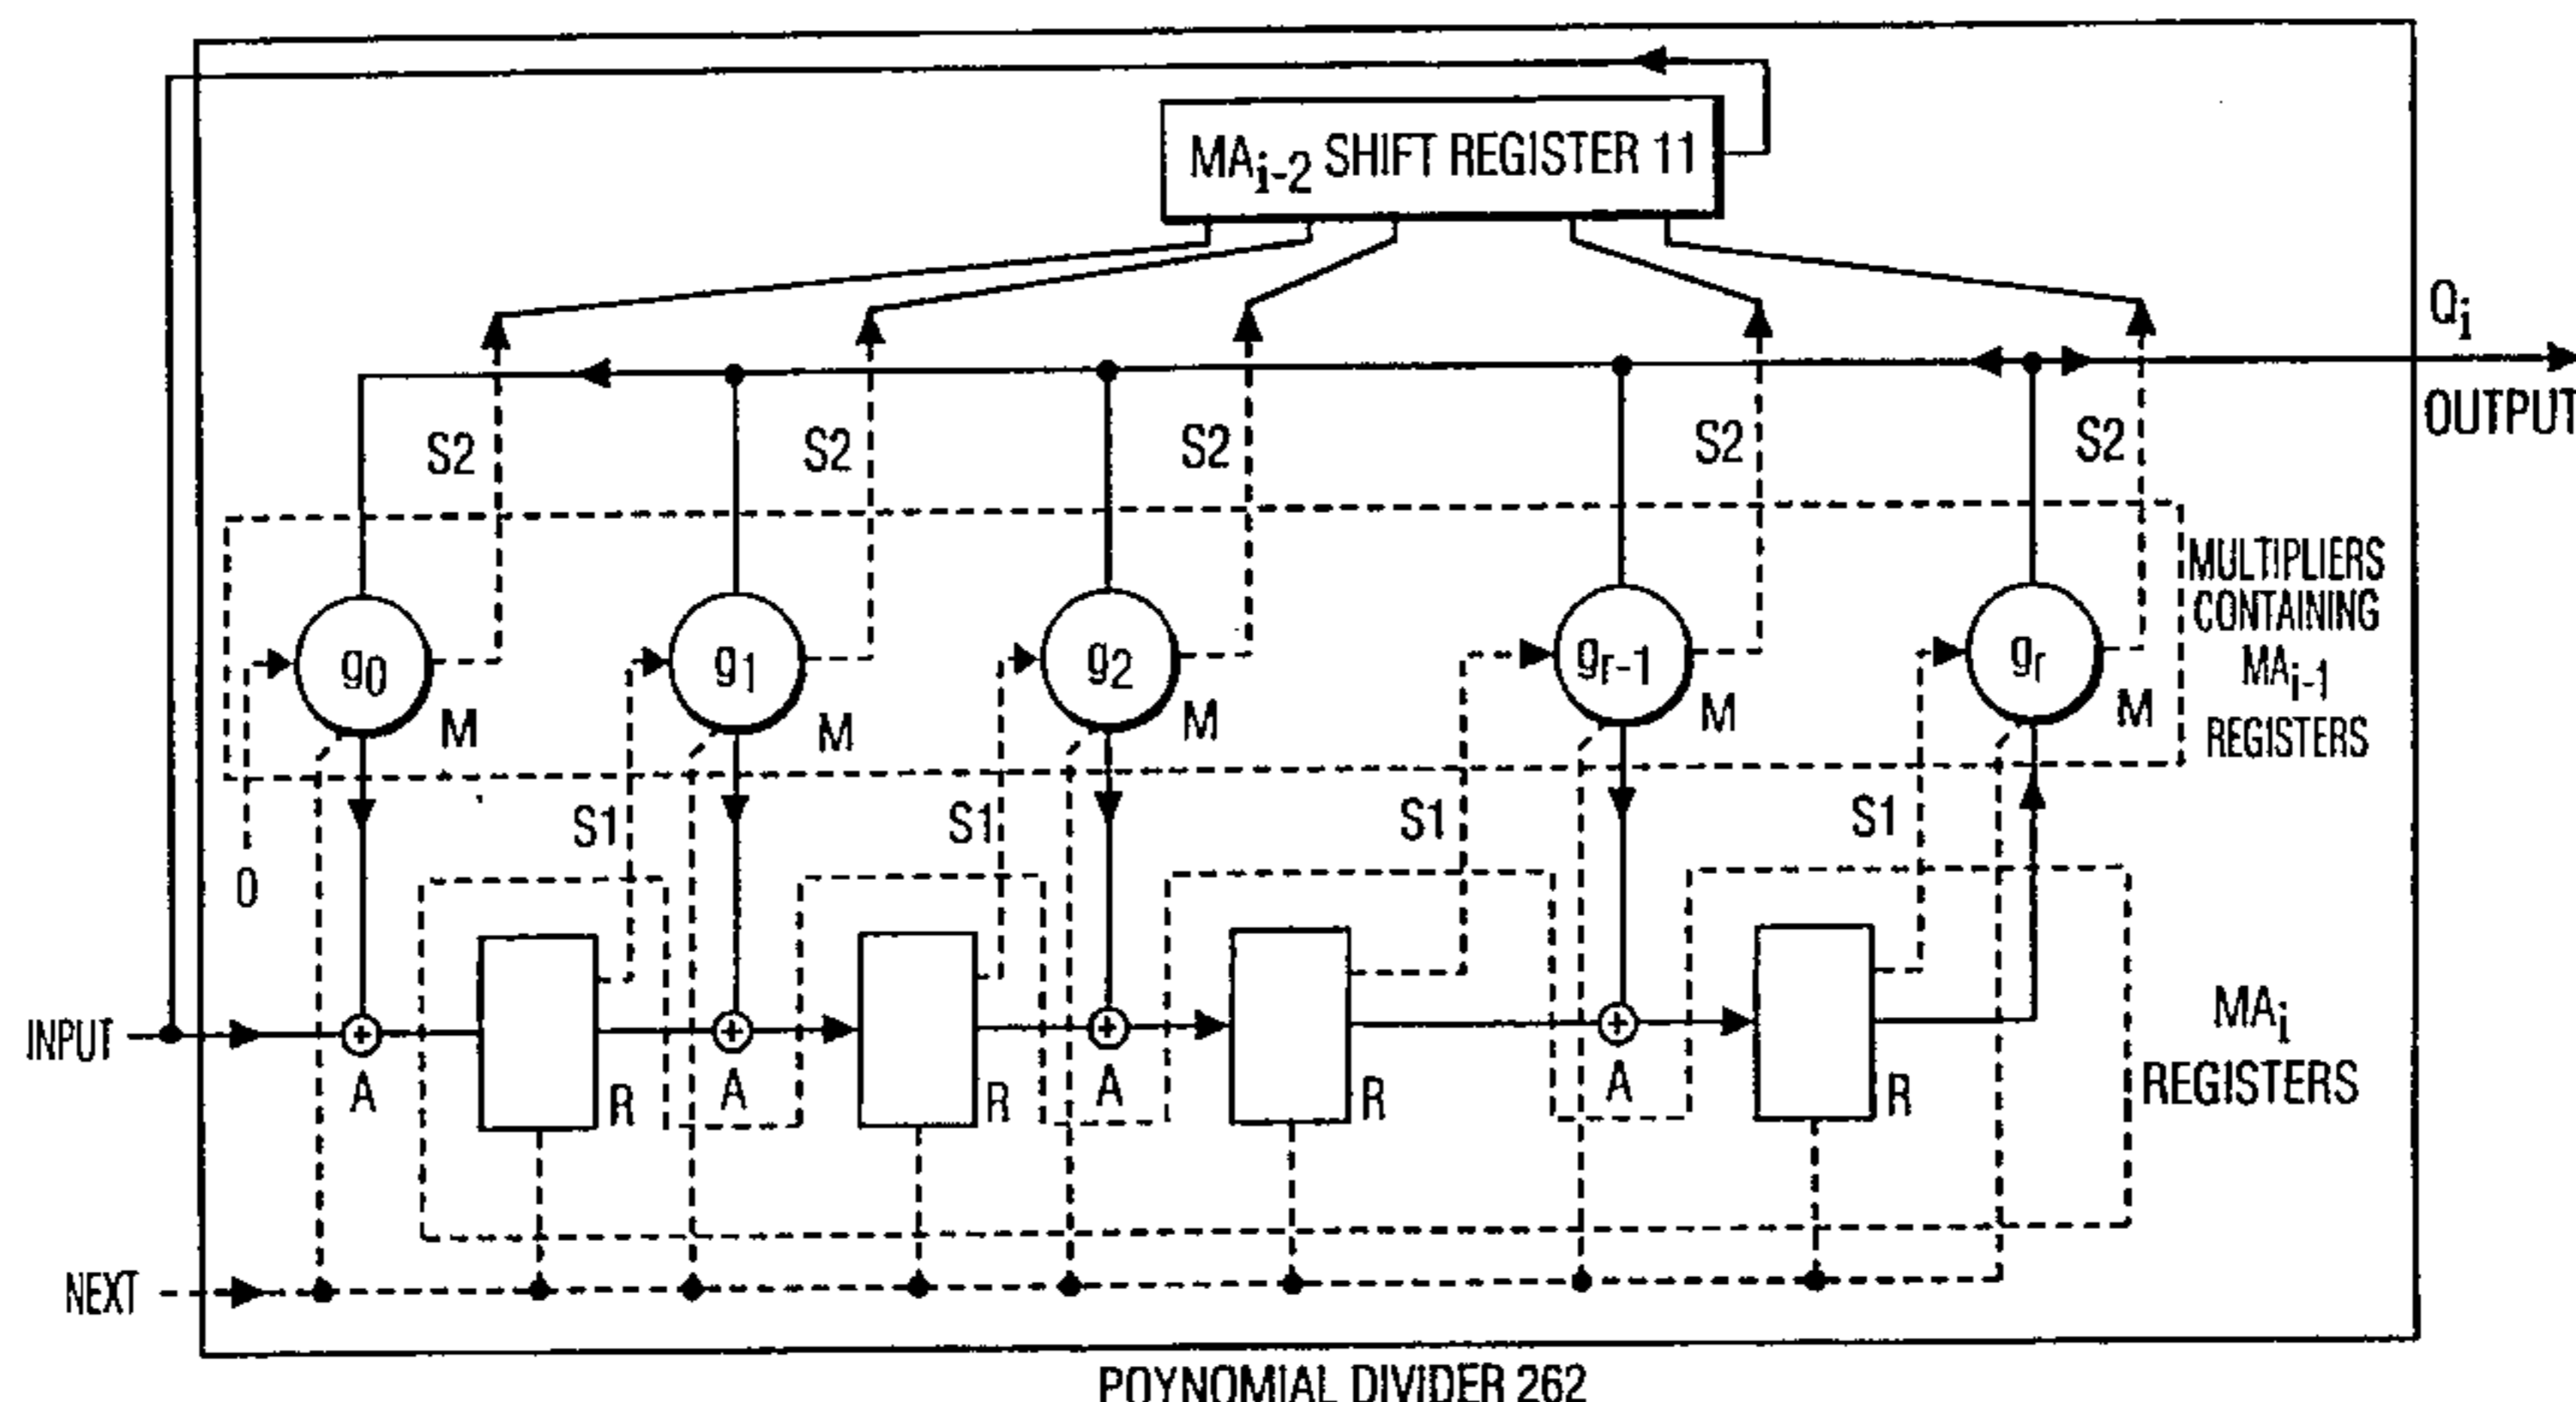 MAi-2 SHIFT REGISTER 11
Qi
OUTPUT
S2 S2 S2 S2 S2
MULTIPLIERS
CONTAINING
MAi-1
REGISTERS
g0 g1 g2 gr-1 gr
M M M M M
S1 S1 S1 S1
0
INPUT
A R A R A R A R
MAi
REGISTERS
NEXT
POYNOMIAL DIVIDER 262